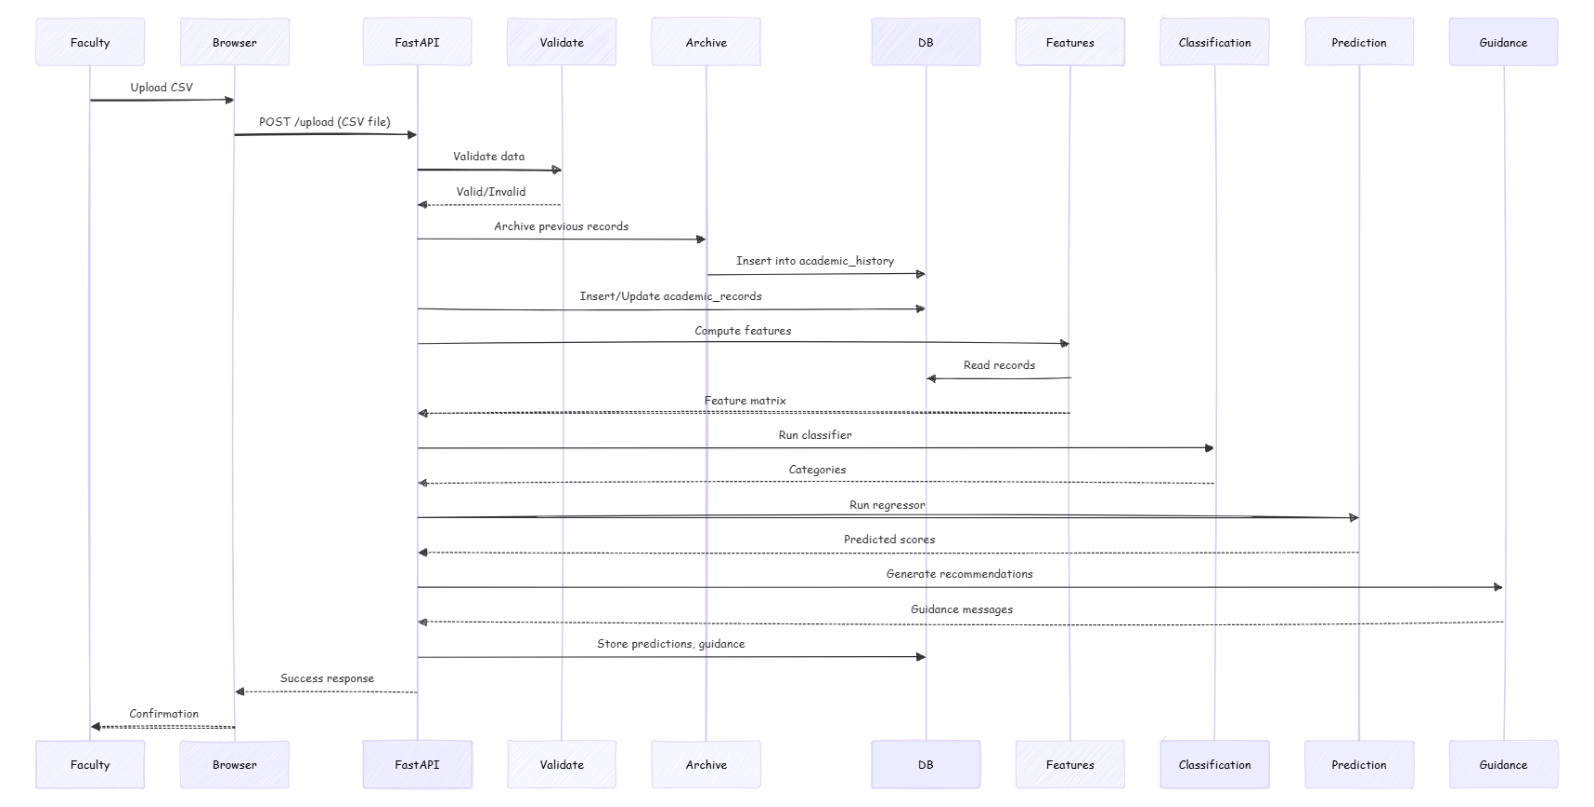 Faculty
Browser
FastAPI
Validate
Archive
DB
Features
Classification
Prediction
Guidance
Upload CSV
POST /upload (CSV file)
Validate data
Valid/Invalid
Archive previous records
Insert into academic_history
Insert/Update academic_records
Compute features
Read records
Feature matrix
Run classifier
Categories
Run regressor
Predicted scores
Generate recommendations
Guidance messages
Store predictions, guidance
Success response
Confirmation
Faculty
Browser
FastAPI
Validate
Archive
DB
Features
Classification
Prediction
Guidance